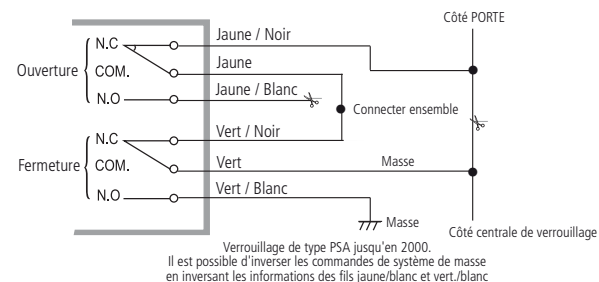 Côté PORTE
Jaune / Noir
N.C
Jaune
Ouverture
COM.
Jaune / Blanc
N.O
Connecter ensemble
Vert / Noir
N.C
Vert
Masse
Fermeture
COM.
Vert / Blanc
N.O
Masse
Côté centrale de verrouillage
Verrouillage de type PSA jusqu'en 2000.
Il est possible d'inverser les commandes de système de masse
en inversant les informations des fils jaune/blanc et vert./blanc